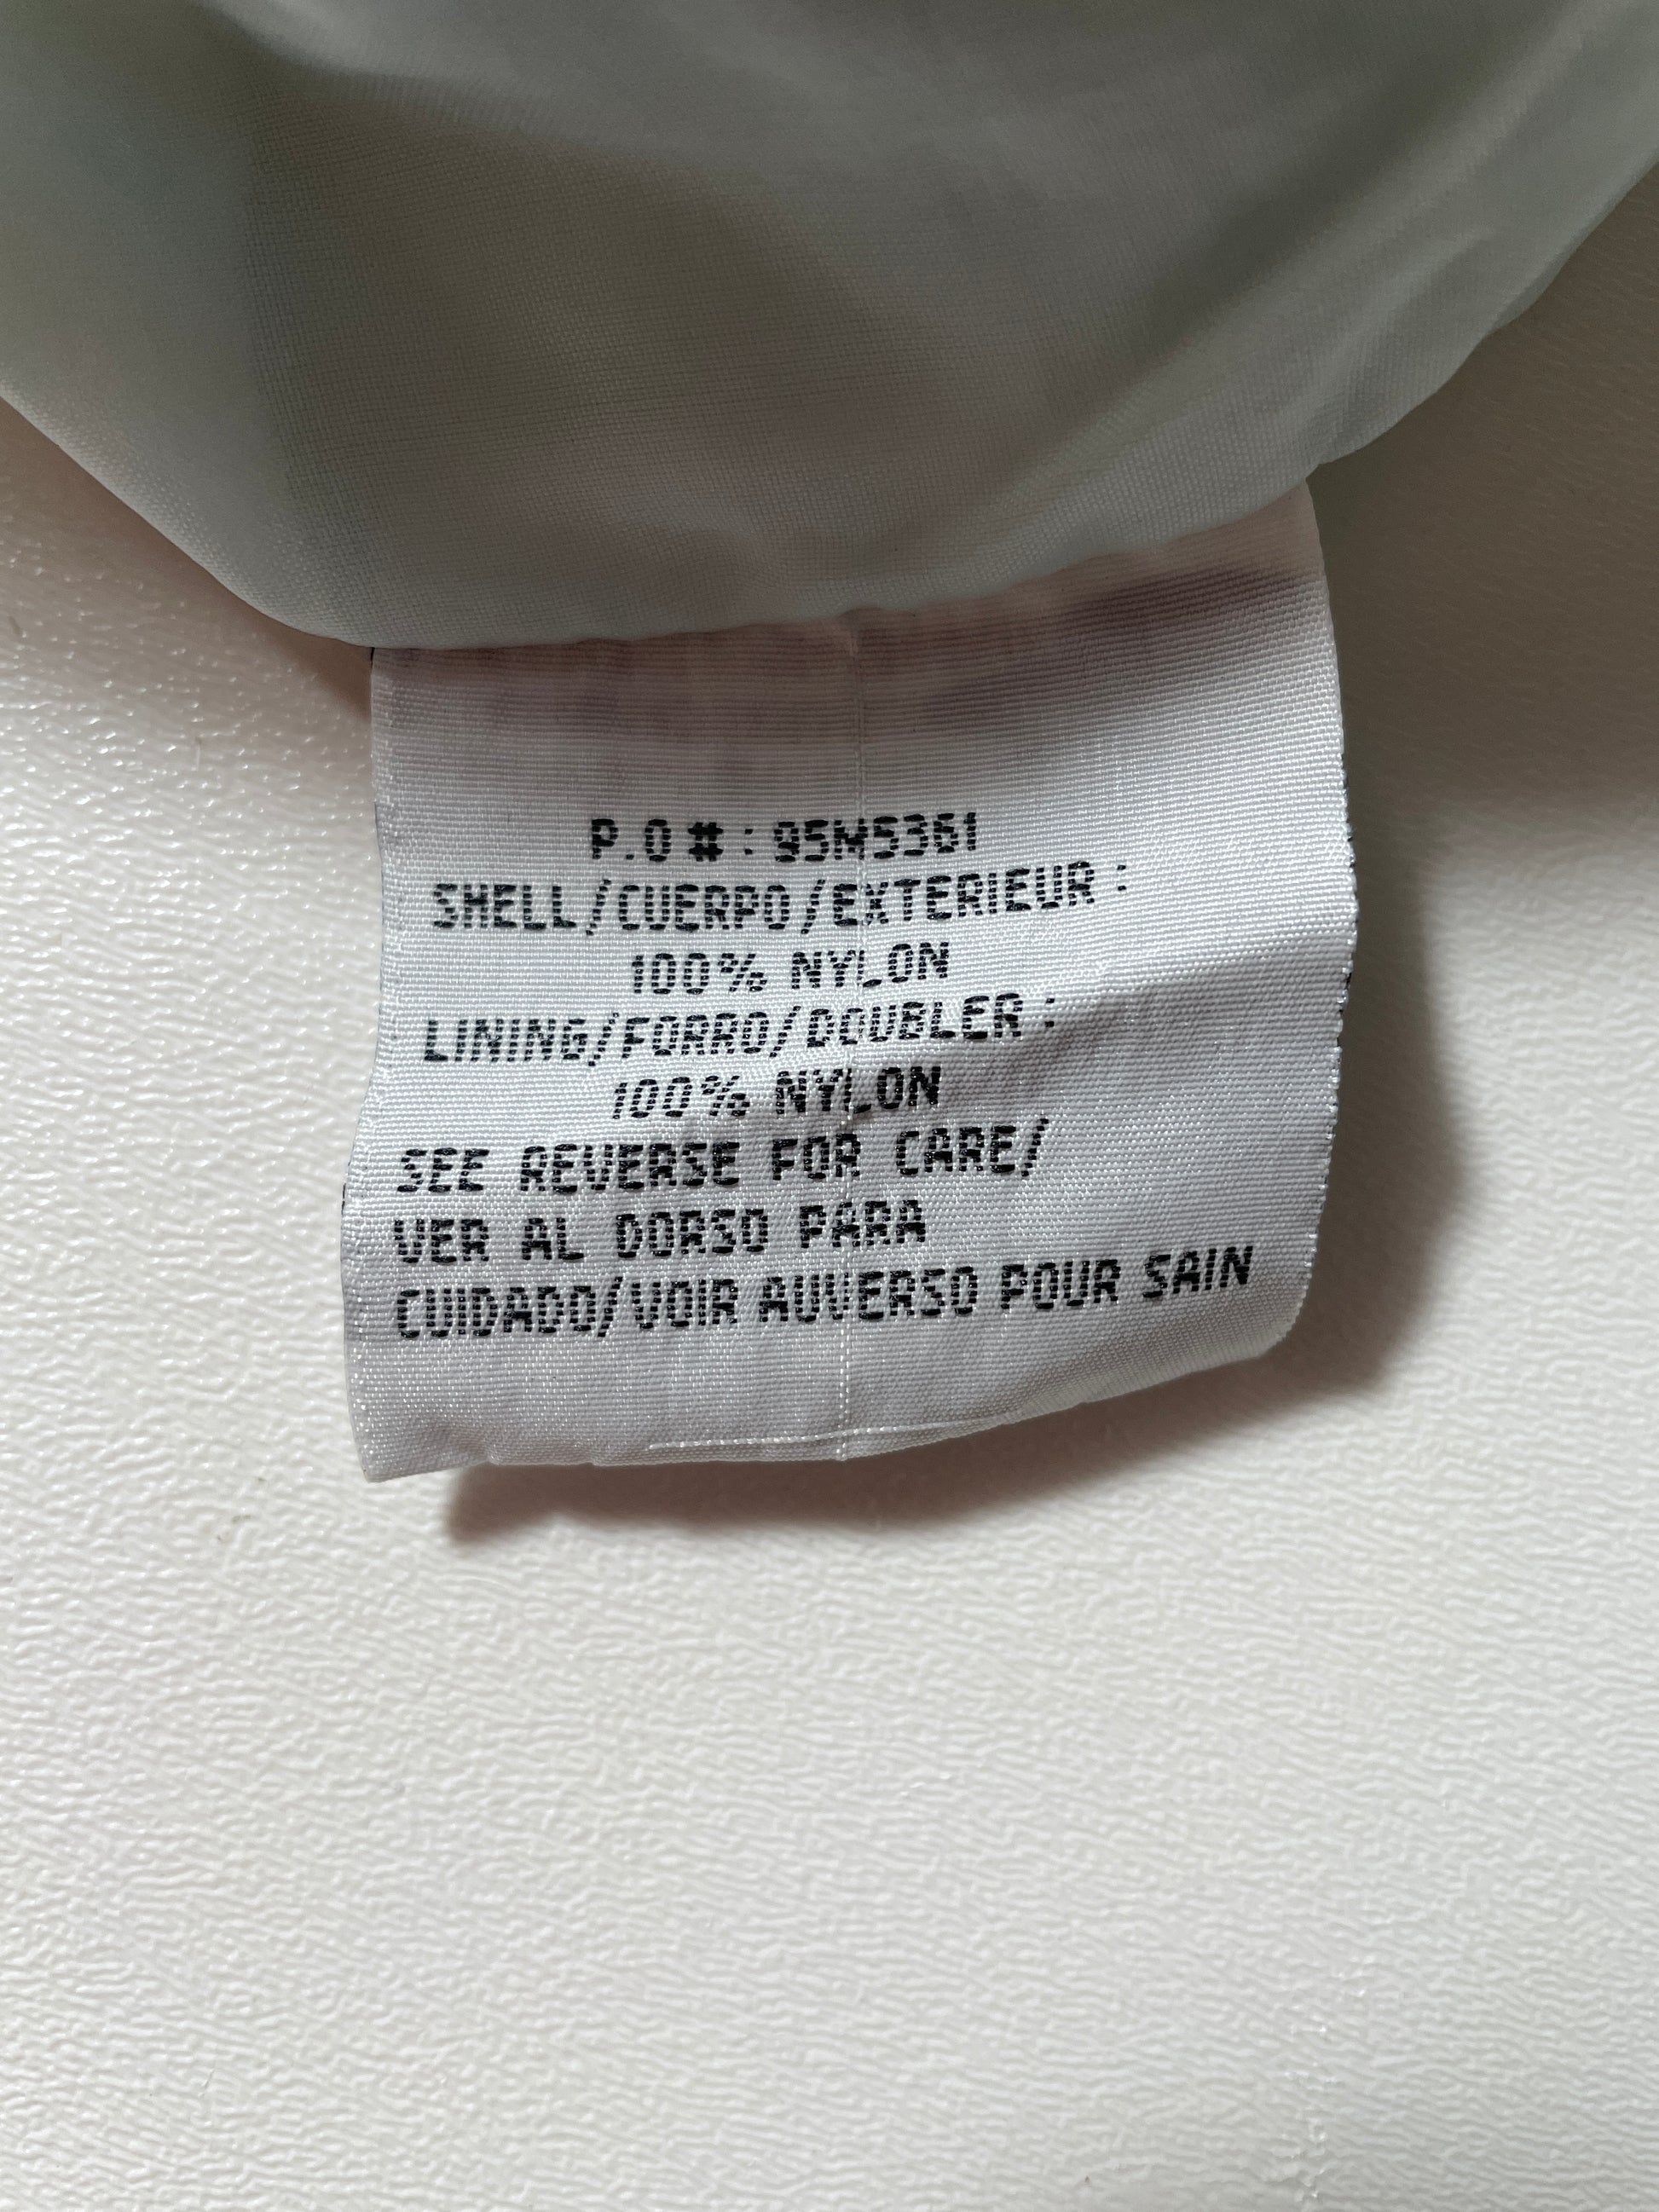 P.O#: 95M5361
SHELL/CUERPO/EXTERIEUR:
100% NYLON
LINING/FORRO/DOUBLER:
100% NYLON
SEE REVERSE FOR CARE/
VER AL DORSO PARA
CUIDADO/VOIR AUVERSO POUR SAIN